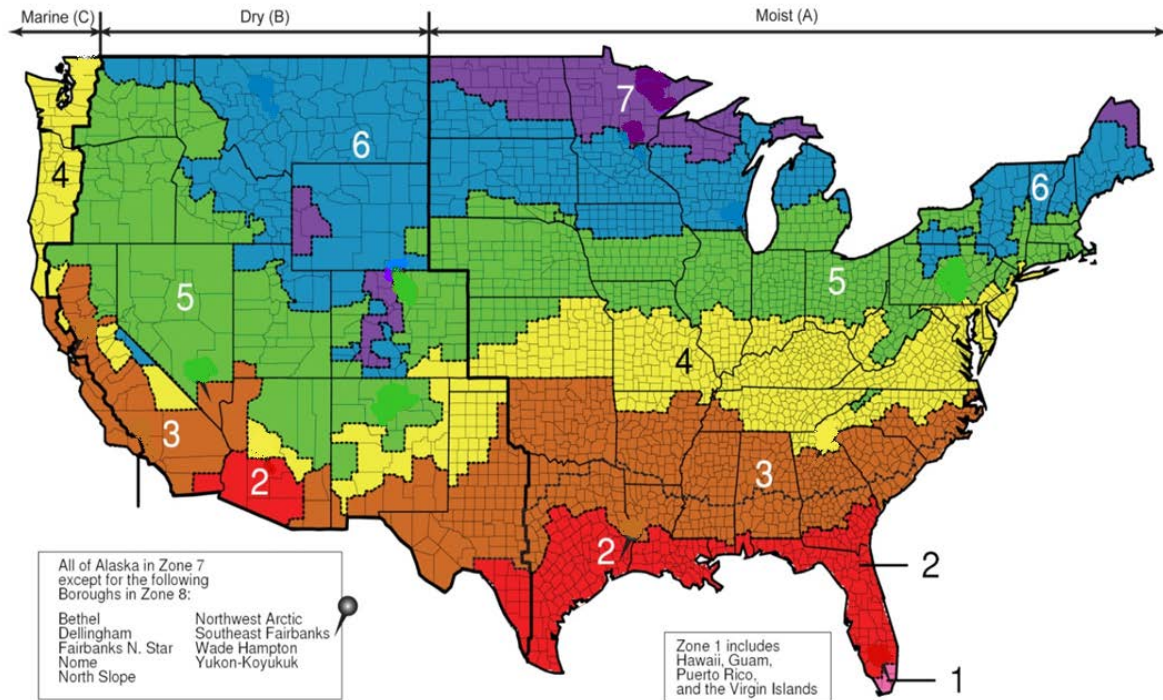 Marine (C)
Dry (B)
Moist (A)
7
6
4
6
5
5
4
3
3
2
2
2
1
All of Alaska in Zone 7
except for the following
Boroughs in Zone 8:
Bethel
Dellingham
Fairbanks N. Star
Nome
North Slope
Northwest Arctic
Southeast Fairbanks
Wade Hampton
Yukon-Koyukuk
Zone 1 includes
Hawaii, Guam,
Puerto Rico,
and the Virgin Islands